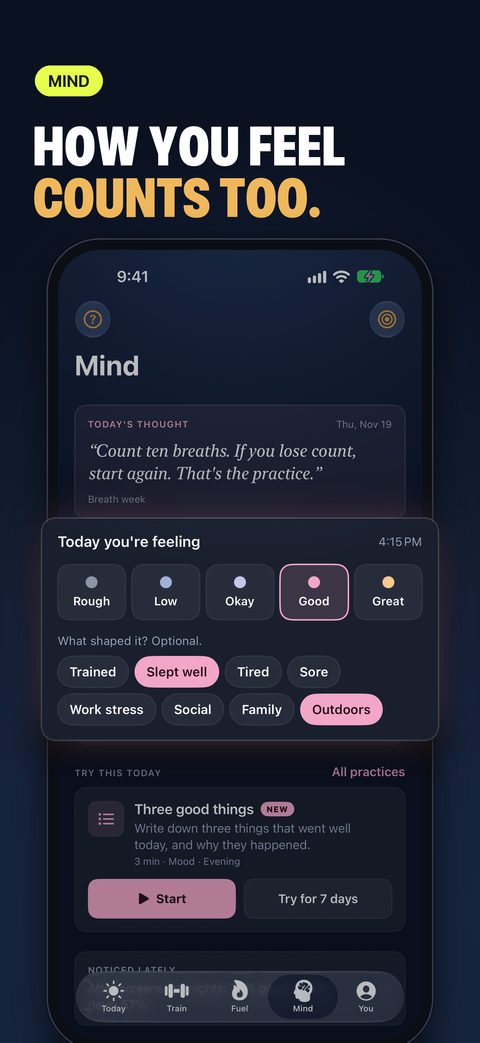 MIND
HOW YOU FEEL
COUNTS TOO.
9:41
Mind
TODAY'S THOUGHT
Thu, Nov 19
“Count ten breaths. If you lose count,
start again. That's the practice.”
Breath week
Today you're feeling
4:15 PM
Rough
Low
Okay
Good
Great
What shaped it? Optional.
Trained
Slept well
Tired
Sore
Work stress
Social
Family
Outdoors
TRY THIS TODAY
All practices
Three good things
NEW
Write down three things that went well
today, and why they happened.
3 min · Mood · Evening
Start
Try for 7 days
NOTICED LATELY
Today
Train
Fuel
Mind
You